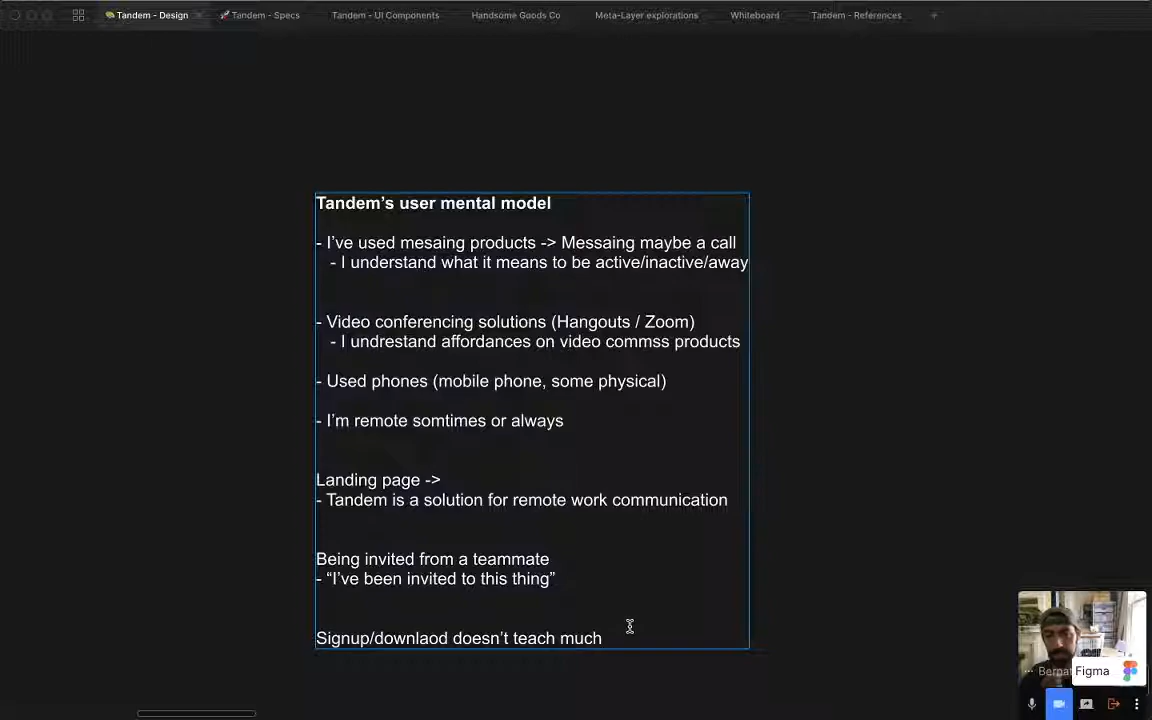 Tandem - Design
Tandem - Specs
Tandem - UI Components
Handsome Goods Co
Meta-Layer explorations
Whiteboard
Tandem - References
Tandem’s user mental model
- I’ve used mesaing products -> Messaing maybe a call
- I understand what it means to be active/inactive/away
- Video conferencing solutions (Hangouts / Zoom)
- I undrestand affordances on video commss products
- Used phones (mobile phone, some physical)
- I’m remote somtimes or always
Landing page ->
- Tandem is a solution for remote work communication
Being invited from a teammate
- “I’ve been invited to this thing”
Signup/downlaod doesn’t teach much
Figma